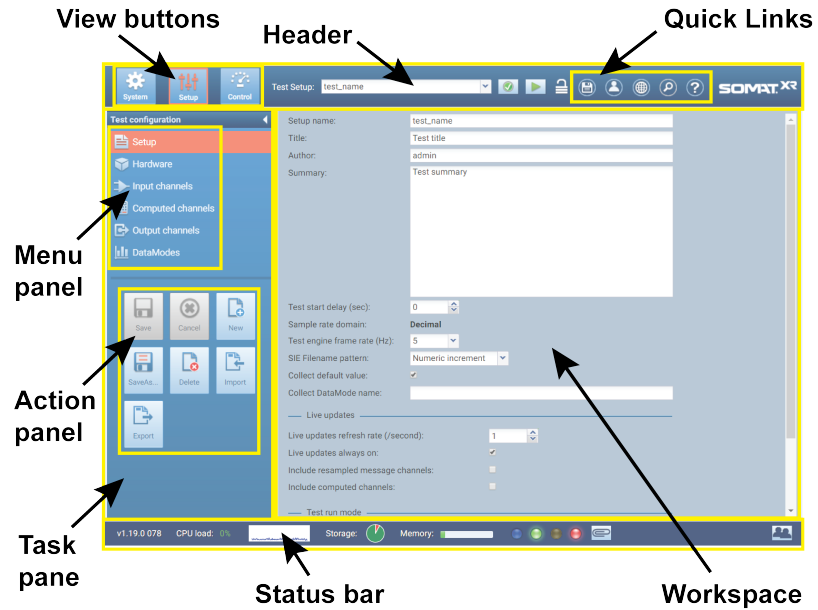 View buttons
Header
Quick Links
System
Setup
Control
Test Setup: test_name
SOMAT XR
Test configuration
Setup
Hardware
Input channels
Computed channels
Output channels
DataModes
Menu
panel
Save
Cancel
New
SaveAs...
Delete
Import
Export
Action
panel
Task
pane
Setup name: test_name
Title: Test title
Author: admin
Summary: Test summary
Test start delay (sec): 0
Sample rate domain: Decimal
Test engine frame rate (Hz): 5
SIE Filename pattern: Numeric increment
Collect default value:
Collect DataMode name:
Live updates
Live updates refresh rate (/second): 1
Live updates always on:
Include resampled message channels:
Include computed channels:
Test run mode
v1.19.0 078 CPU load: 0% Storage: Memory:
Status bar
Workspace